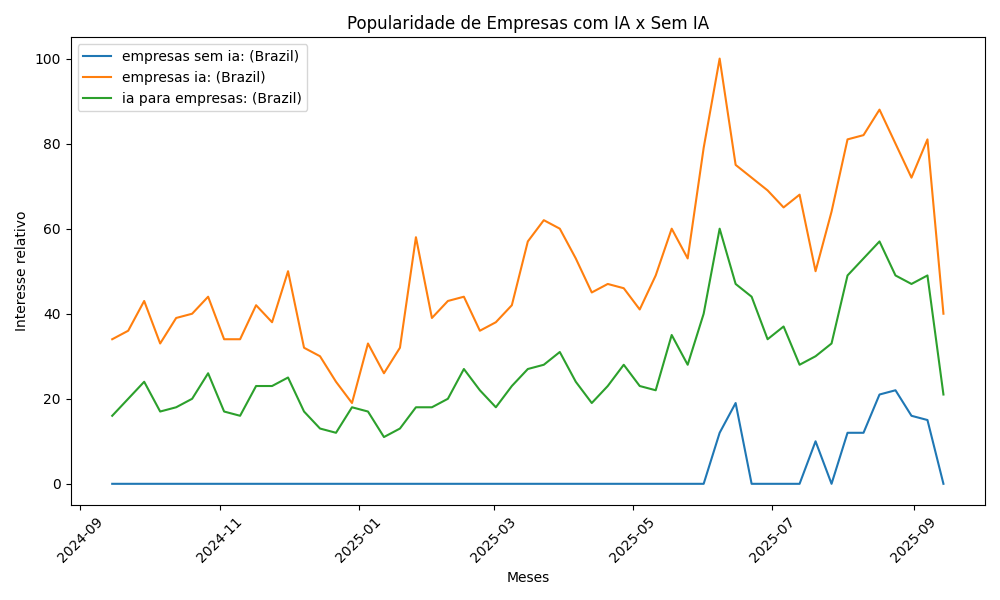 Popularidade de Empresas com IA x Sem IA
empresas sem ia: (Brazil)
empresas ia: (Brazil)
ia para empresas: (Brazil)
Interesse relativo
100
80
60
40
20
0
2024-09
2024-11
2025-01
2025-03
2025-05
2025-07
2025-09
Meses